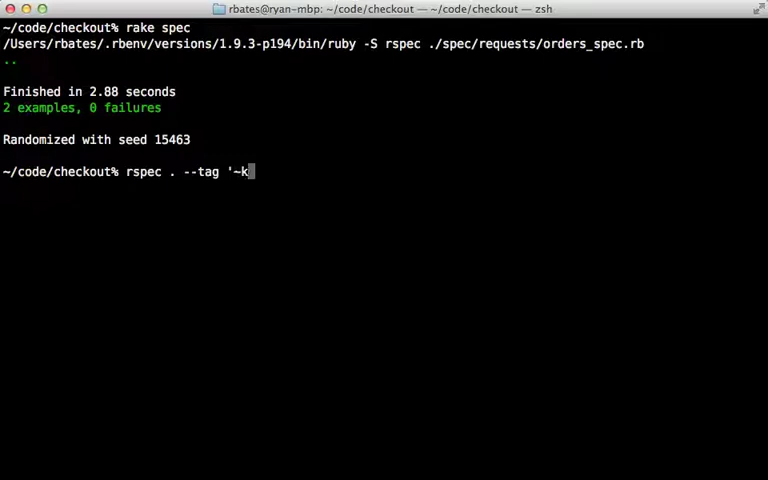 rbates@ryan-mbp: ~/code/checkout — ~/code/checkout — zsh
~/code/checkout% rake spec
/Users/rbates/.rbenv/versions/1.9.3-p194/bin/ruby -S rspec ./spec/requests/orders_spec.rb
..
Finished in 2.88 seconds
2 examples, 0 failures
Randomized with seed 15463
~/code/checkout% rspec . --tag '~k